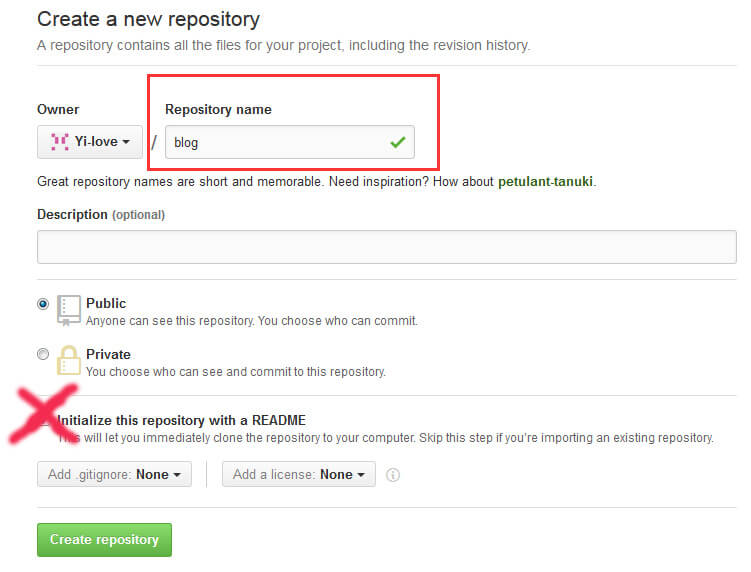 Create a new repository
A repository contains all the files for your project, including the revision history.
Owner Repository name
Yi-love / blog
Great repository names are short and memorable. Need inspiration? How about petulant-tanuki.
Description (optional)
Public
Anyone can see this repository. You choose who can commit.
Private
You choose who can see and commit to this repository.
Initialize this repository with a README
This will let you immediately clone the repository to your computer. Skip this step if you're importing an existing repository.
Add .gitignore: None Add a license: None
Create repository